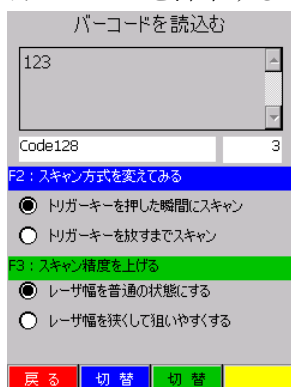 バーコードを読込む
123
Code128 3
F2：スキャン方式を変えてみる
トリガーキーを押した瞬間にスキャン
トリガーキーを放すまでスキャン
F3：スキャン精度を上げる
レーザ幅を普通の状態にする
レーザ幅を狭くして狙いやすくする
戻る 切替 切替